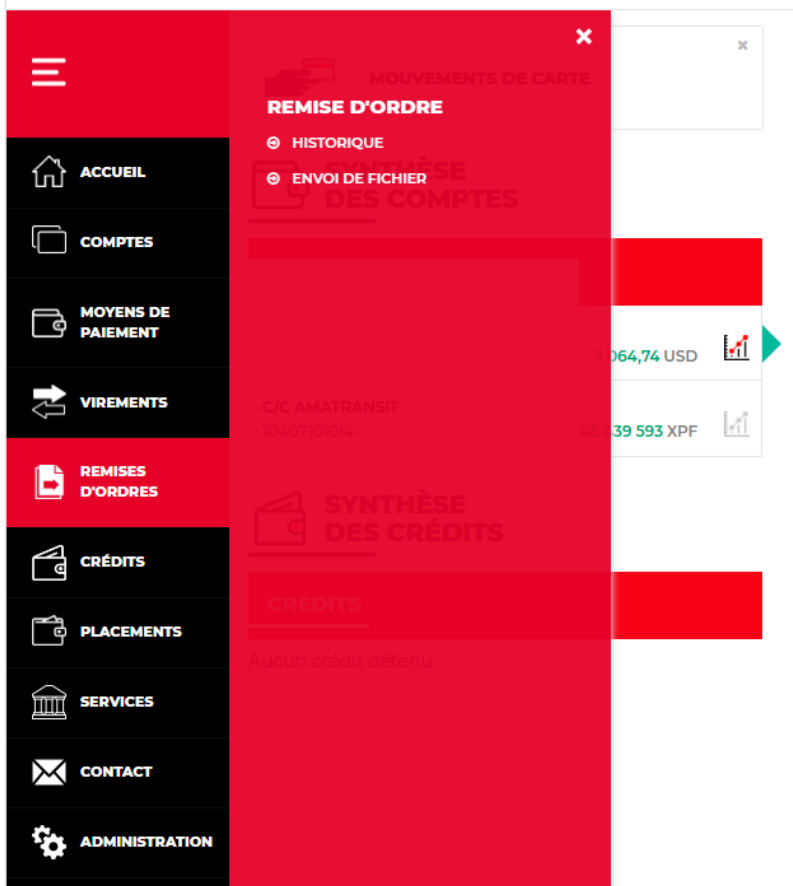 ACCUEIL
COMPTES
MOYENS DE
PAIEMENT
VIREMENTS
REMISES
D'ORDRES
CRÉDITS
PLACEMENTS
SERVICES
CONTACT
ADMINISTRATION
REMISE D'ORDRE
HISTORIQUE
ENVOI DE FICHIER
MOUVEMENTS DE CARTE
SYNTHÈSE
DES COMPTES
064,74 USD
C/C AMATRANSIT
10407101014
45 439 593 XPF
SYNTHÈSE
DES CRÉDITS
CRÉDITS
Aucun crédit détenu